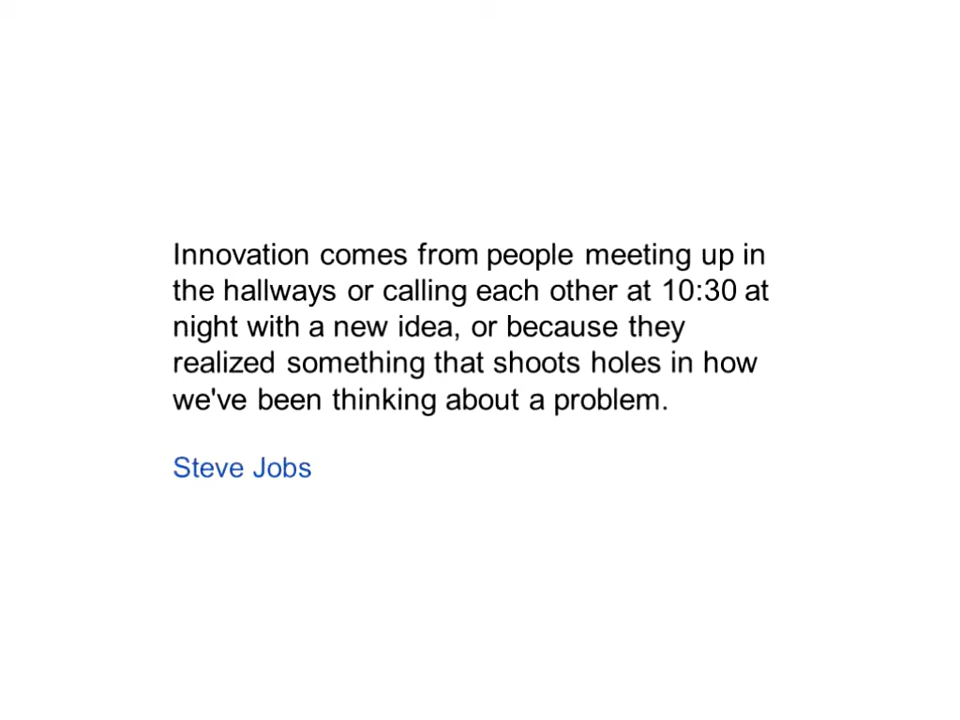 Innovation comes from people meeting up in
the hallways or calling each other at 10:30 at
night with a new idea, or because they
realized something that shoots holes in how
we've been thinking about a problem.
Steve Jobs